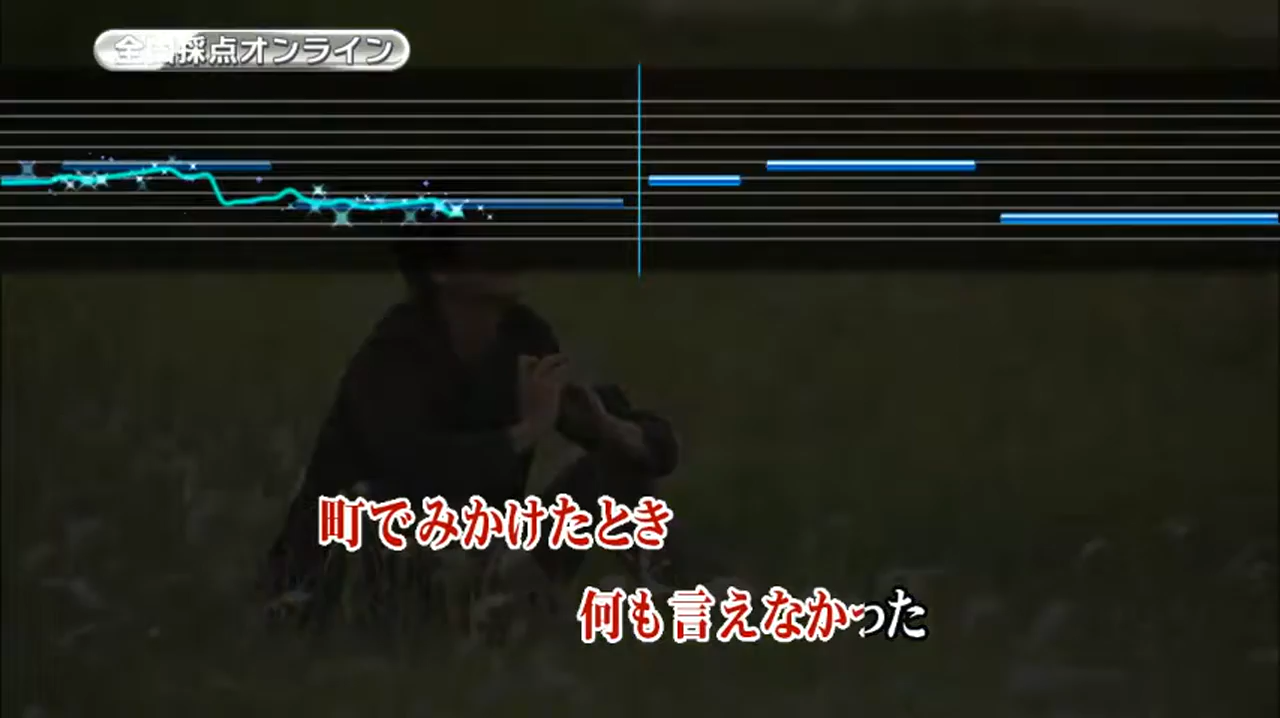 全国採点オンライン
町でみかけたとき
何も言えなかった